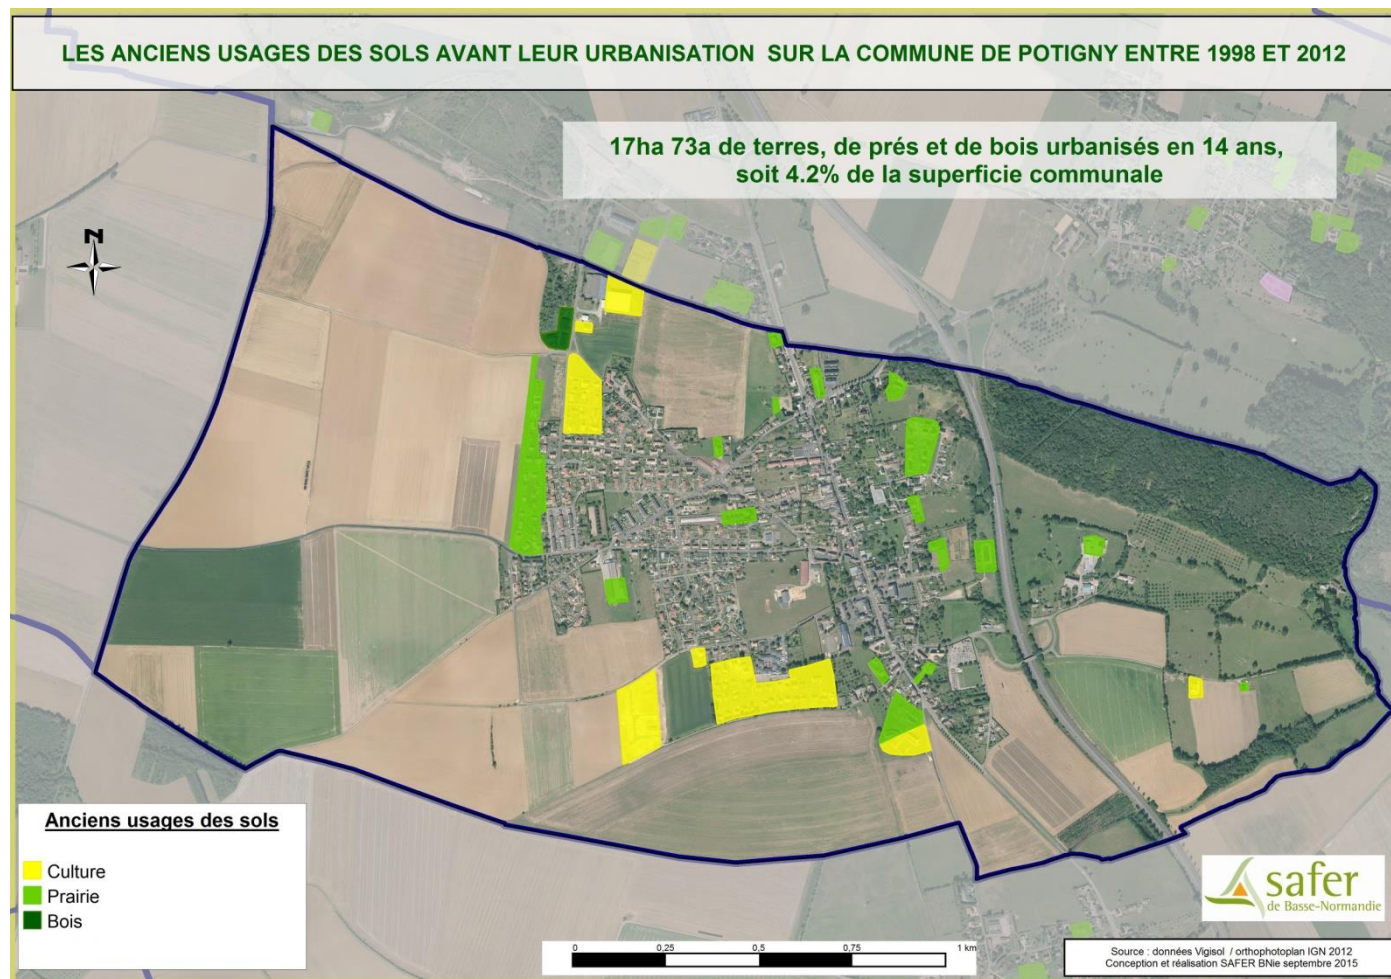 LES ANCIENS USAGES DES SOLS AVANT LEUR URBANISATION SUR LA COMMUNE DE POTIGNY ENTRE 1998 ET 2012
17ha 73a de terres, de prés et de bois urbanisés en 14 ans,
soit 4.2% de la superficie communale
N
Anciens usages des sols
Culture
Prairie
Bois
safer
de Basse-Normandie
0 0,25 0,5 0,75 1 km
Source : données Vigisol / orthophotoplan IGN 2012
Conception et réalisation SAFER BNie septembre 2015